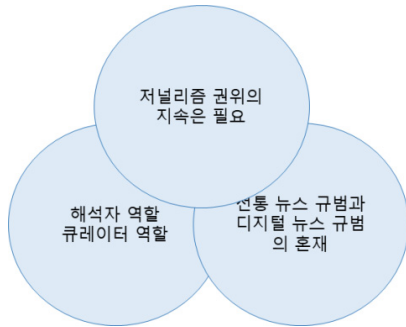 저널리즘 권위의
지속은 필요
해석자 역할
큐레이터 역할
전통 뉴스 규범과
디지털 뉴스 규범
의 혼재